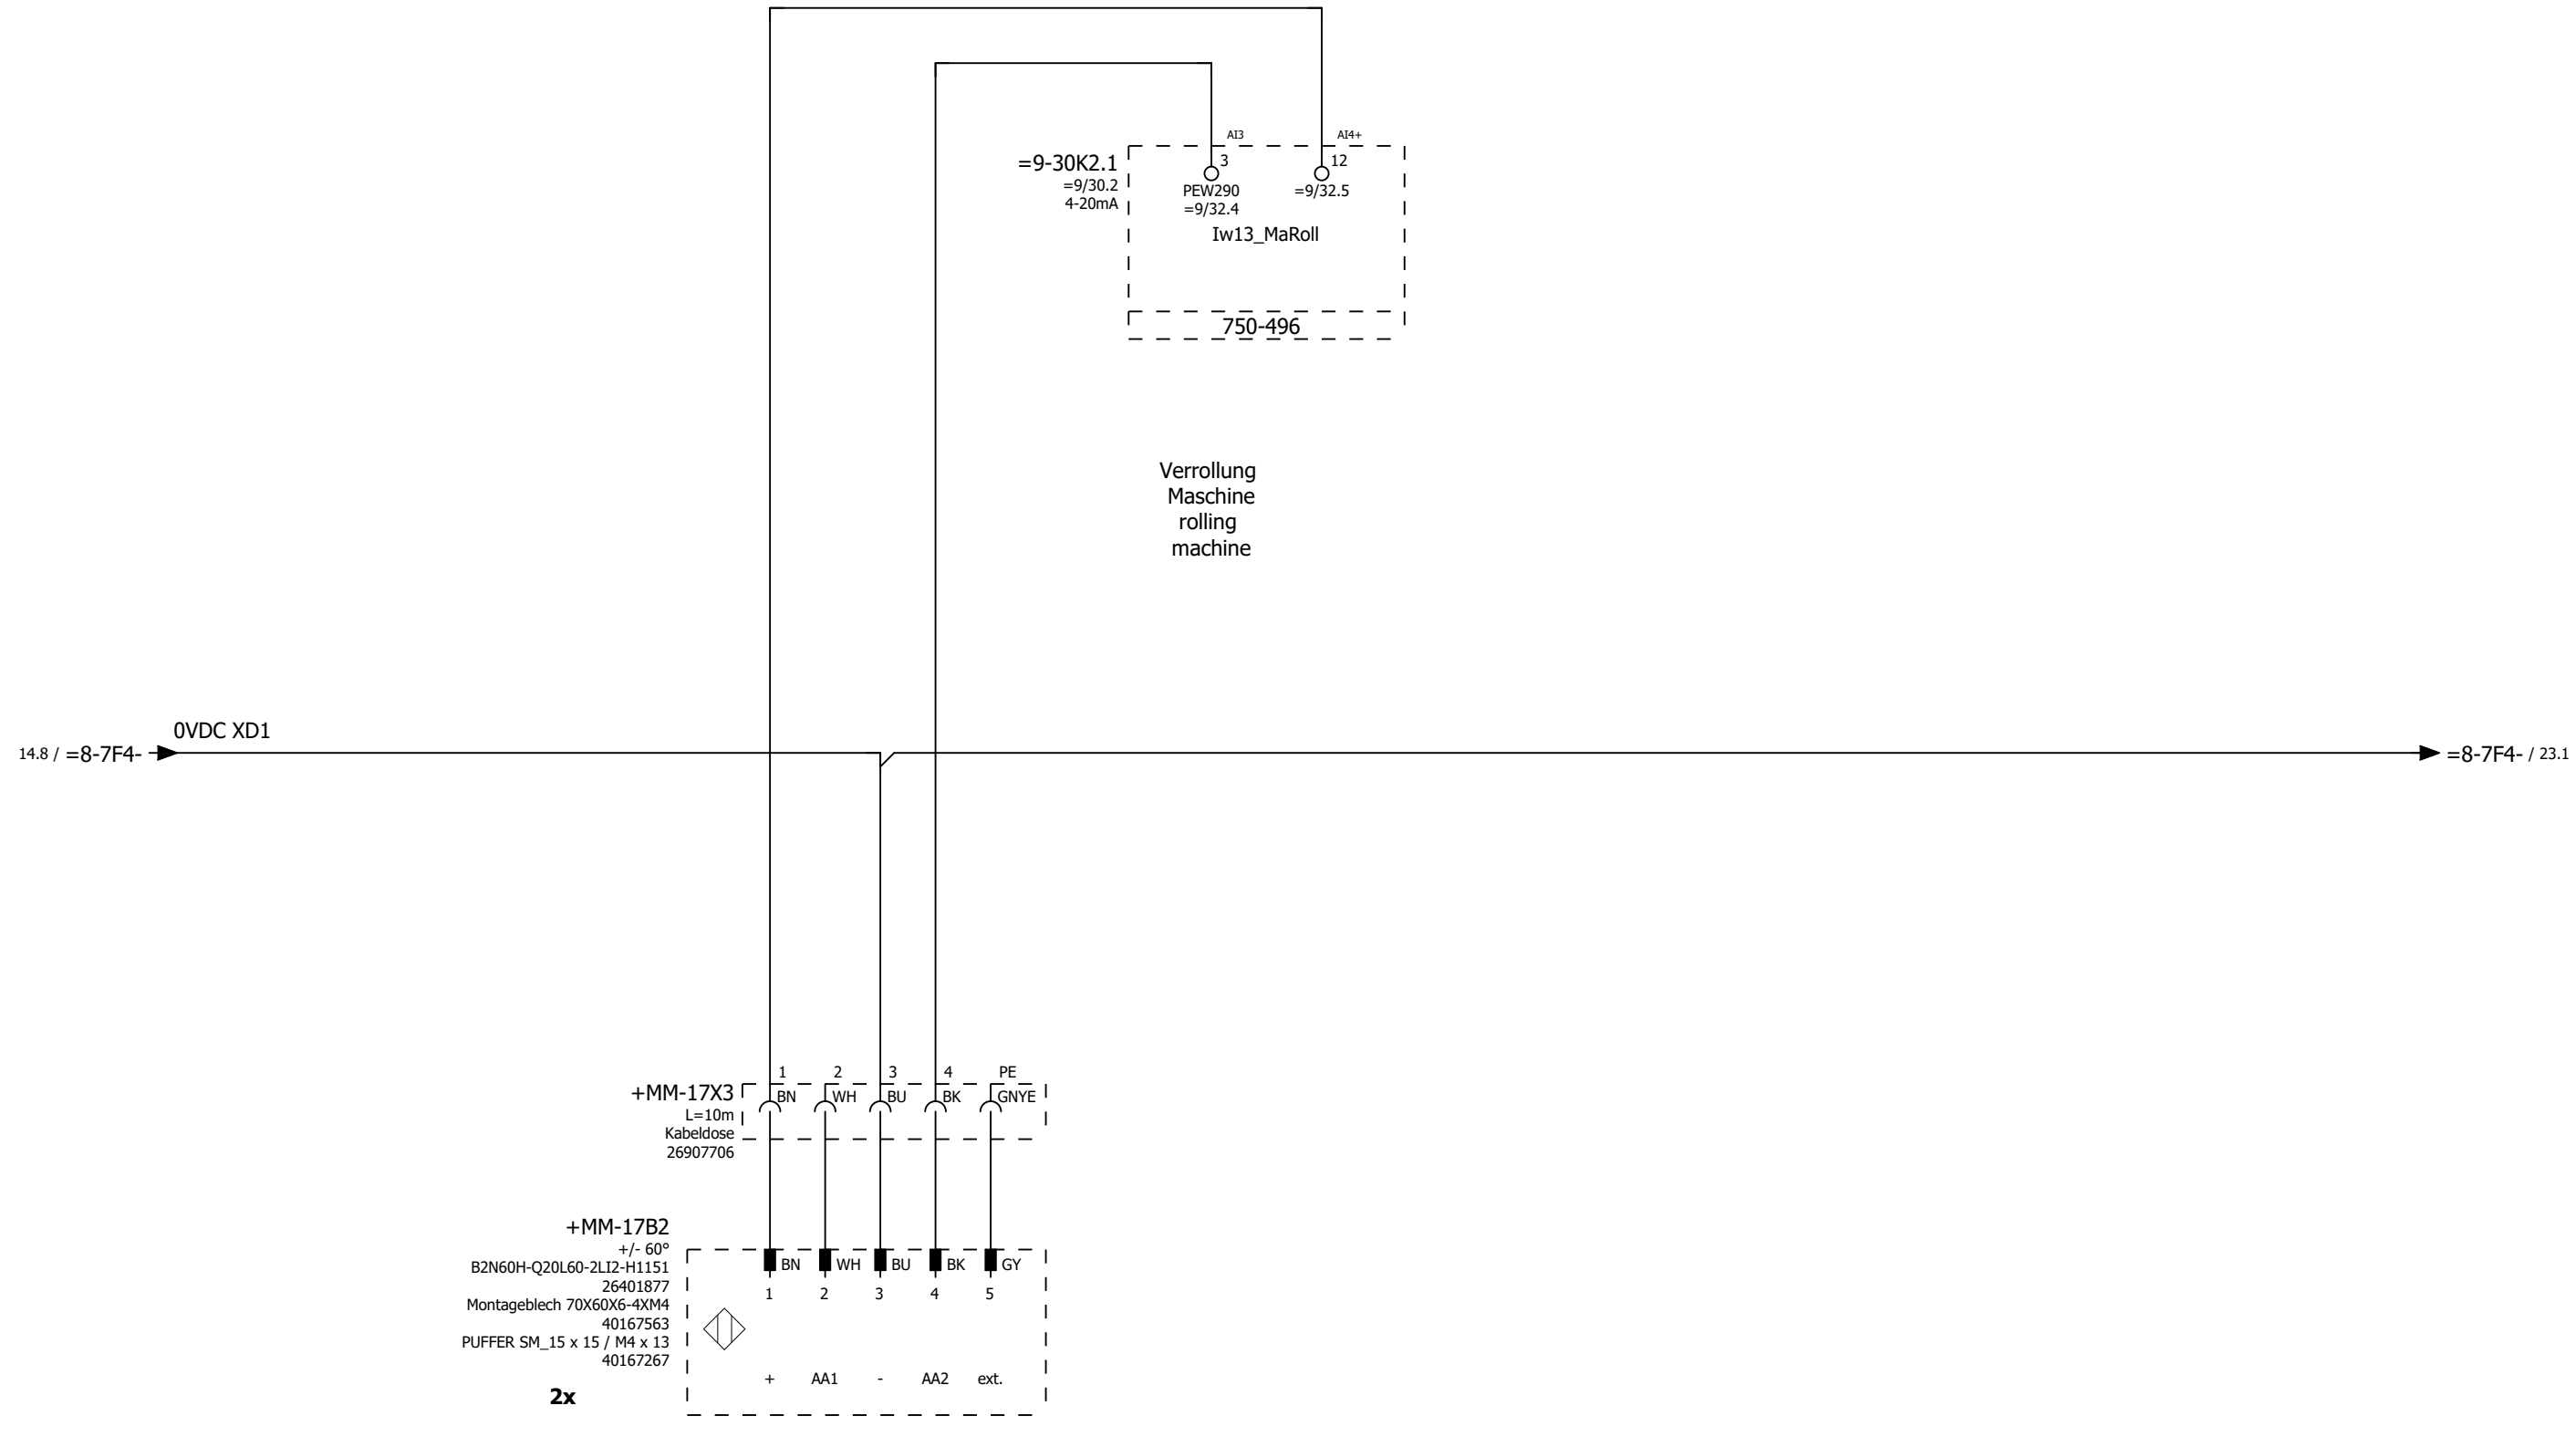 AI3 AI4+
=9-30K2.1 3 12
=9/30.2 PEW290 =9/32.5
4-20mA =9/32.4
Iw13_MaRoll
750-496
Verrollung
Maschine
rolling
machine
0VDC XD1
14.8 / =8-7F4- =8-7F4- / 23.1
1 2 3 4 PE
+MM-17X3 BN WH BU BK GNYE
L=10m
Kabeldose
26907706
+MM-17B2
+/- 60°
B2N60H-Q20L60-2LI2-H1151 BN WH BU BK GY
26401877 1 2 3 4 5
Montageblech 70X60X6-4XM4
40167563
PUFFER SM_15 x 15 / M4 x 13
40167267
+ AA1 - AA2 ext.
2x